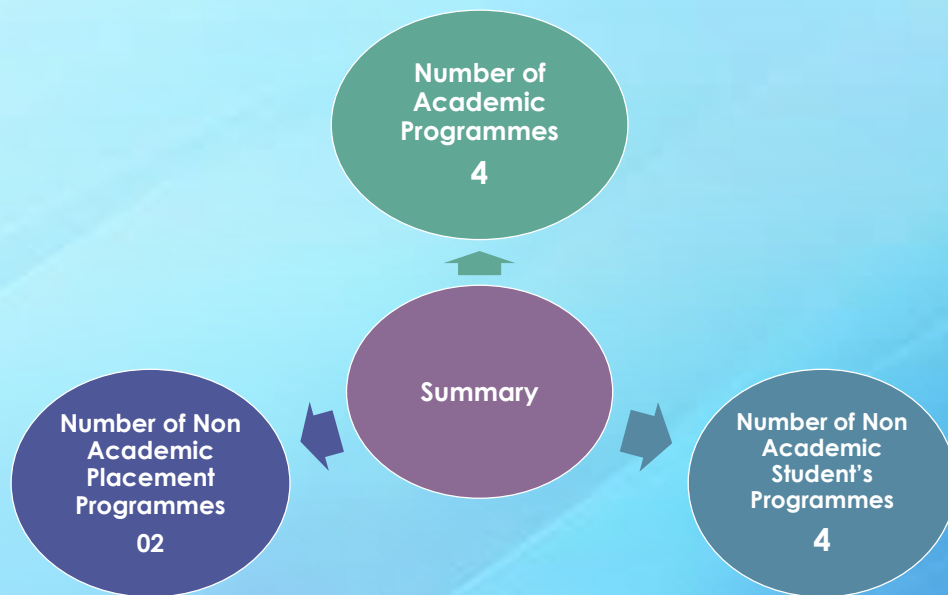 Number of
Academic
Programmes
4
Summary
Number of Non
Academic
Placement
Programmes
02
Number of Non
Academic
Student’s
Programmes
4